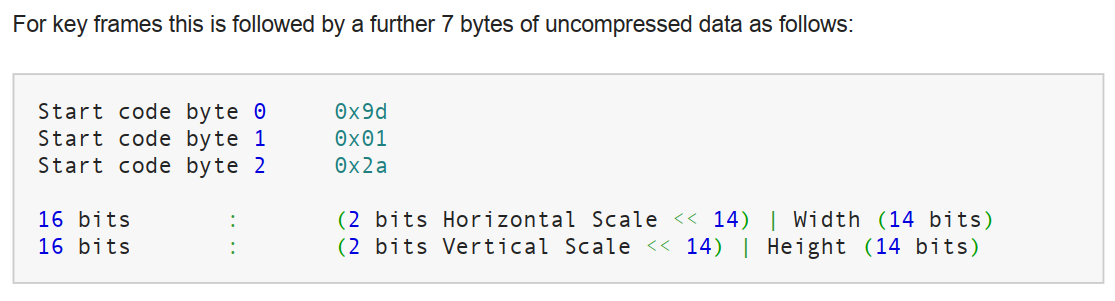 For key frames this is followed by a further 7 bytes of uncompressed data as follows:
Start code byte 0 0x9d
Start code byte 1 0x01
Start code byte 2 0x2a
16 bits : (2 bits Horizontal Scale << 14) | Width (14 bits)
16 bits : (2 bits Vertical Scale << 14) | Height (14 bits)